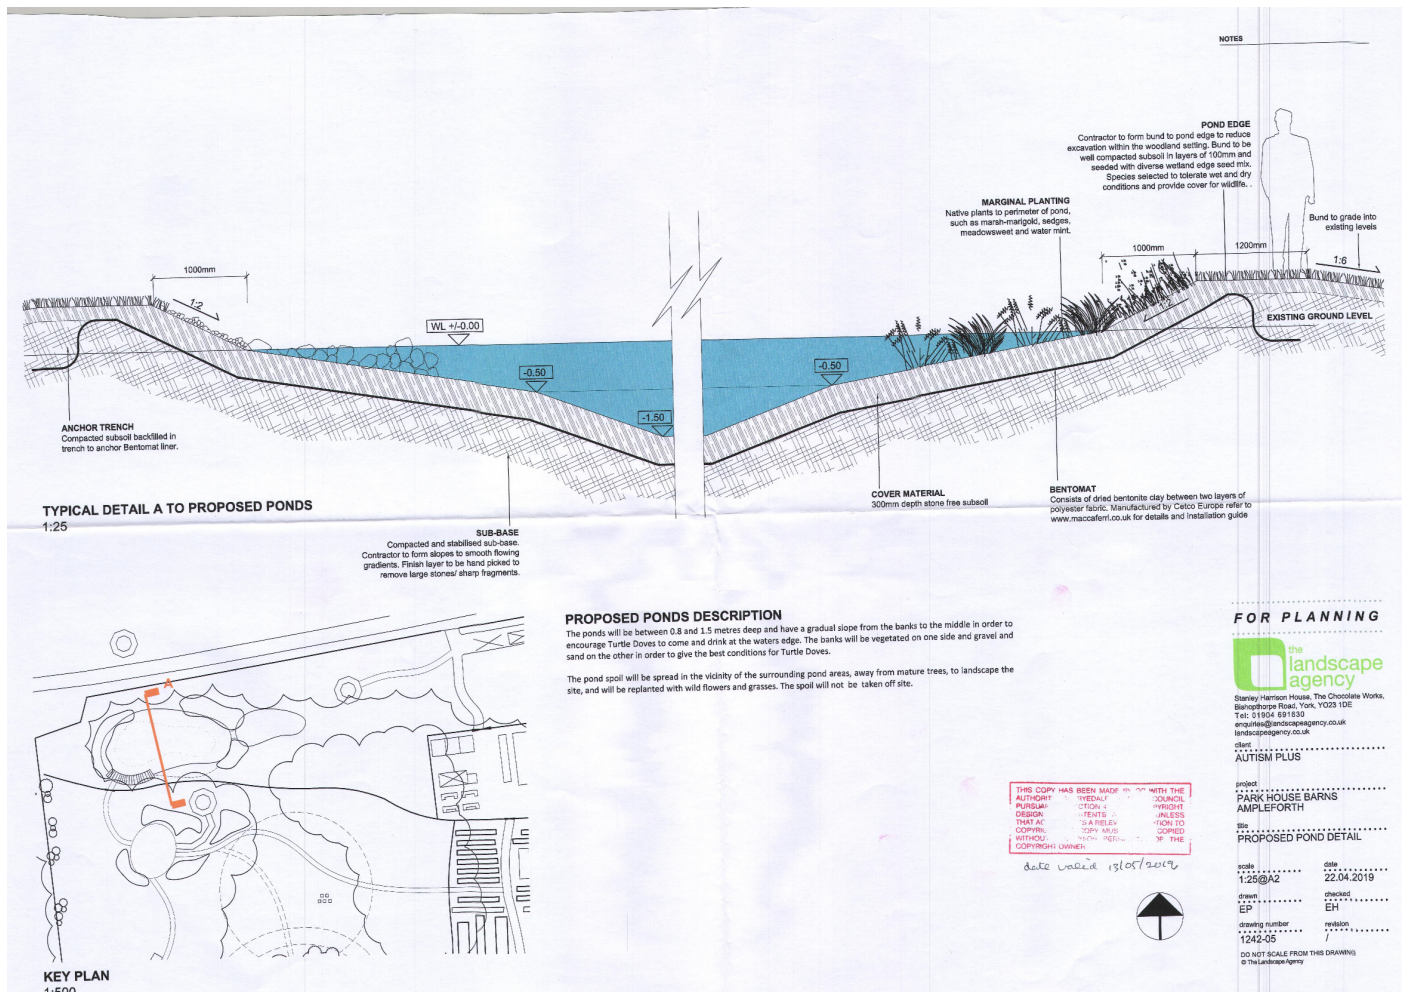 NOTES
POND EDGE
Contractor to form bund to pond edge to reduce
excavation within the woodland setting. Bund to be
well compacted subsoil in layers of 100mm and
seeded with diverse wetland edge seed mix.
Species selected to tolerate wet and dry
conditions and provide cover for wildlife. .
MARGINAL PLANTING
Native plants to perimeter of pond,
such as marsh-marigold, sedges,
meadowsweet and water mint.
Bund to grade into
existing levels
1000mm
1:2
1000mm
1200mm
1:6
WL +/-0.00
EXISTING GROUND LEVEL
-0.50
-0.50
-1.50
ANCHOR TRENCH
Compacted subsoil backfilled in
trench to anchor Bentomat liner.
COVER MATERIAL
300mm depth stone free subsoil
BENTOMAT
Consists of dried bentonite clay between two layers of
polyester fabric. Manufactured by Cetco Europe refer to
www.maccaferri.co.uk for details and installation guide
TYPICAL DETAIL A TO PROPOSED PONDS
1:25
SUB-BASE
Compacted and stabilised sub-base.
Contractor to form slopes to smooth flowing
gradients. Finish layer to be hand picked to
remove large stones/ sharp fragments.
PROPOSED PONDS DESCRIPTION
The ponds will be between 0.8 and 1.5 metres deep and have a gradual slope from the banks to the middle in order to
encourage Turtle Doves to come and drink at the waters edge. The banks will be vegetated on one side and gravel and
sand on the other in order to give the best conditions for Turtle Doves.
The pond spoil will be spread in the vicinity of the surrounding pond areas, away from mature trees, to landscape the
site, and will be replanted with wild flowers and grasses. The spoil will not be taken off site.
A
KEY PLAN
1:500
THIS COPY HAS BEEN MADE WITH THE
COUNCIL
DESIGN UNLESS
THAT
COPIED
OF THE
COPYRIGHT OWNER
date valid 13/05/2019
FOR PLANNING
the
landscape
agency
Stanley Harrison House, The Chocolate Works,
Bishopthorpe Road, York, YO23 1DE
Tel: 01904 691630
enquiries@landscapeagency.co.uk
landscapeagency.co.uk
client
AUTISM PLUS
project
PARK HOUSE BARNS
AMPLEFORTH
title
PROPOSED POND DETAIL
scale date
1:25@A2 22.04.2019
drawn checked
EP EH
drawing number revision
1242-05 /
DO NOT SCALE FROM THIS DRAWING
© The Landscape Agency